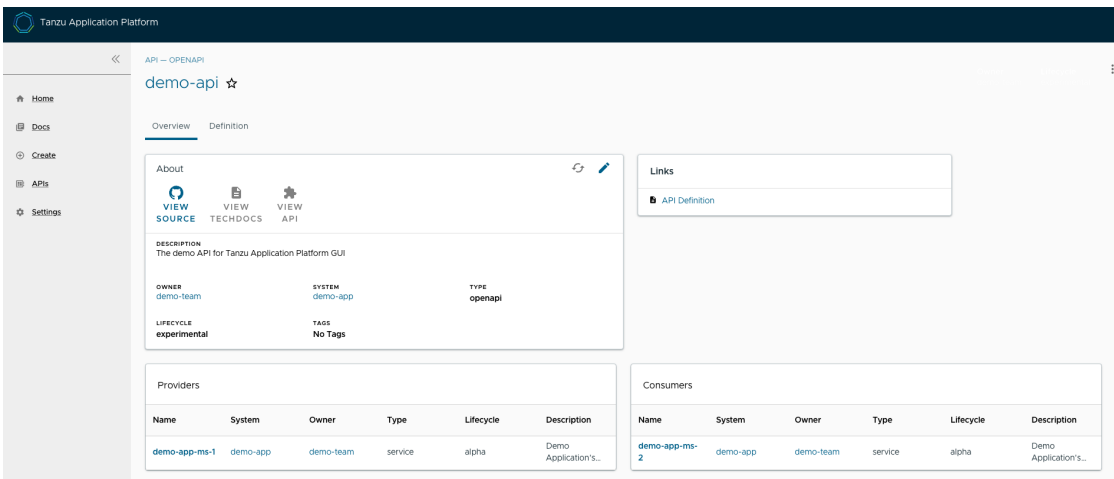 Tanzu Application Platform
Home
Docs
Create
APIs
Settings
API — OPENAPI
demo-api
Overview Definition
About
VIEW SOURCE
VIEW TECHDOCS
VIEW API
DESCRIPTION
The demo API for Tanzu Application Platform GUI
OWNER SYSTEM TYPE
demo-team demo-app openapi
LIFECYCLE TAGS
experimental No Tags
Links
API Definition
Providers
Name System Owner Type Lifecycle Description
demo-app-ms-1 demo-app demo-team service alpha Demo Application's...
Consumers
Name System Owner Type Lifecycle Description
demo-app-ms-2 demo-app demo-team service alpha Demo Application's...